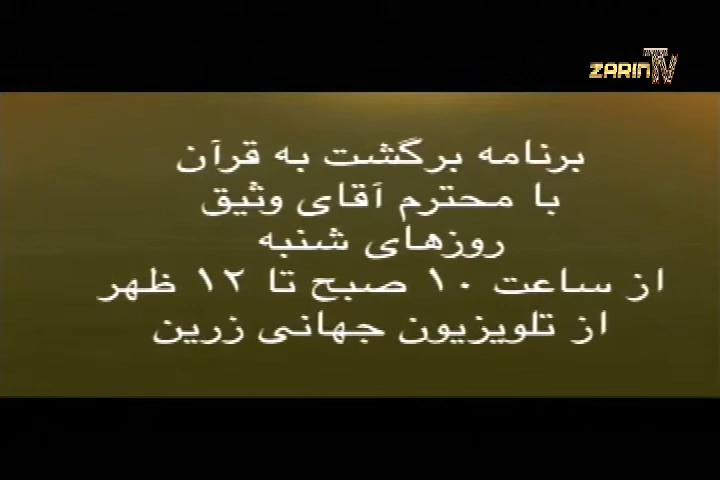 ZARIN TV
برنامه برگشت به قرآن
با محترم آقای وثیق
روزهای شنبه
از ساعت ۱۰ صبح تا ۱۲ ظهر
از تلویزیون جهانی زرین